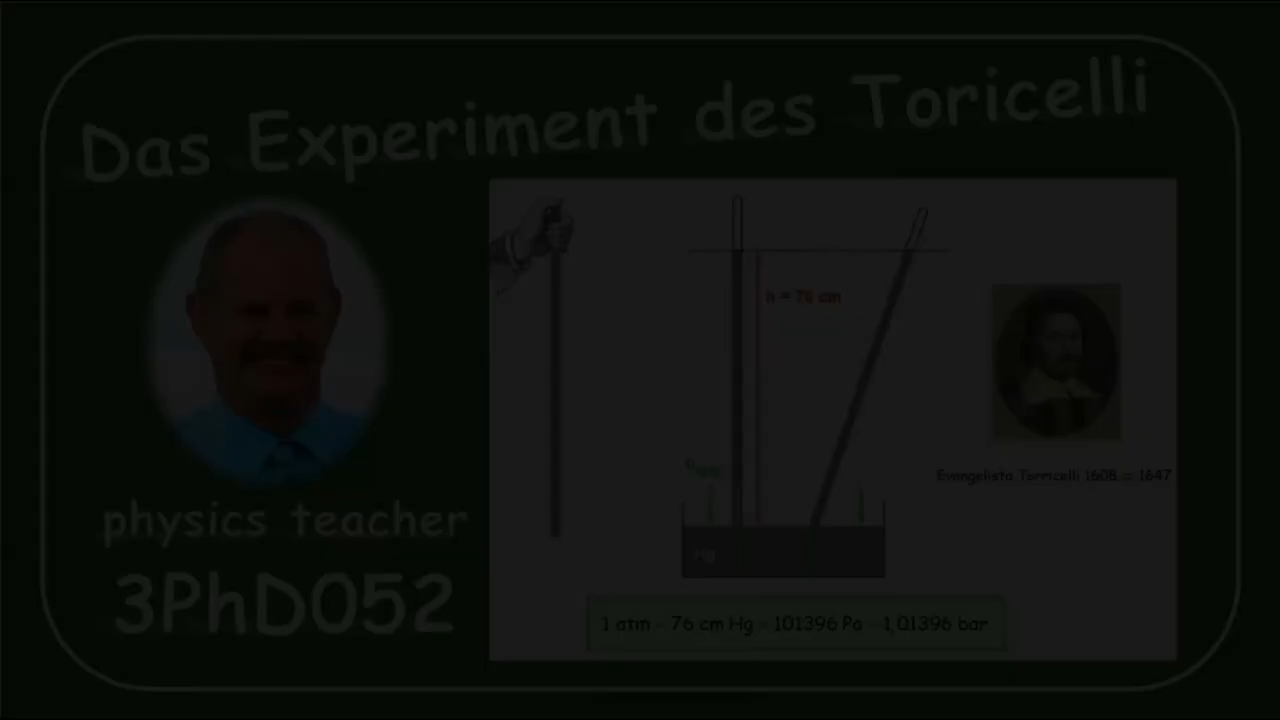 Das Experiment des Toricelli
h = 76 cm
Evangelista Torricelli 1608 - 1647
Hg
physics teacher
3PhD052
1 atm = 76 cm Hg = 101396 Pa = 1,01396 bar